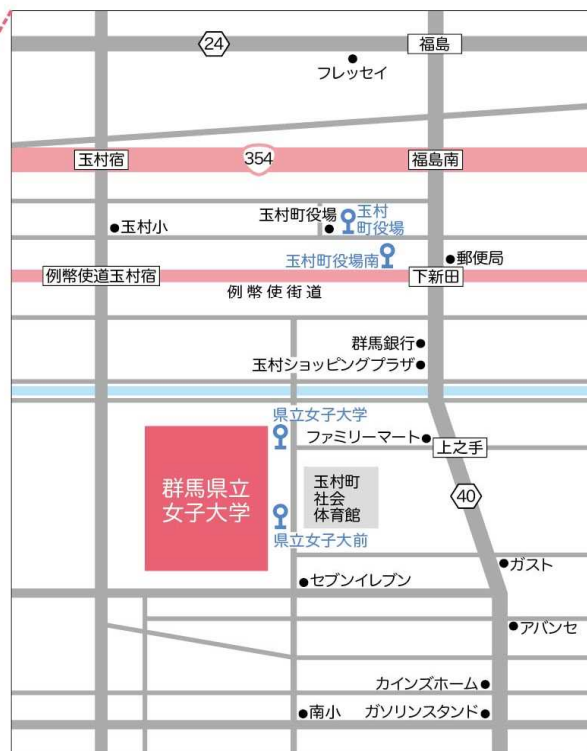 24
福島
フレッセイ
玉村宿
354
福島南
玉村小
玉村町役場
玉村
町役場
玉村町役場南
郵便局
例幣使道玉村宿
下新田
例幣使街道
群馬銀行
玉村ショッピングプラザ
県立女子大学
ファミリーマート
上之手
群馬県立
女子大学
玉村町
社会
体育館
40
県立女子大前
ガスト
セブンイレブン
アバンセ
カインズホーム
南小
ガソリンスタンド